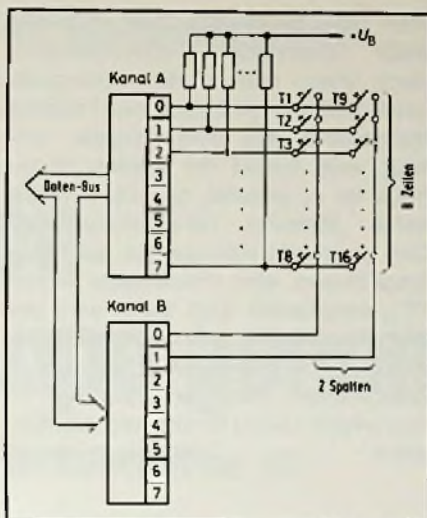 +U_B
Kanal A
0 T1 T9
1 T2
2 T3
3
4
5
6
7 T8 T16
8 Zeilen
Daten-Bus
Kanal B
0
1
2
3
4
5
6
7
2 Spalten